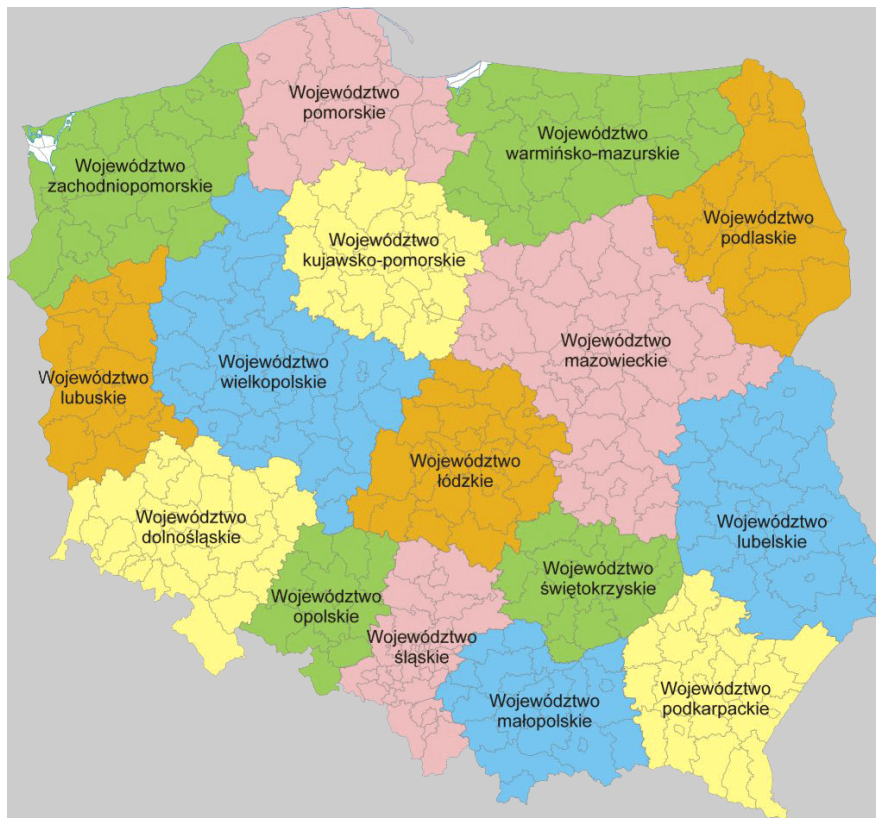 Województwo
pomorskie
Województwo
warmińsko-mazurskie
Województwo
zachodniopomorskie
Województwo
podlaskie
Województwo
kujawsko-pomorskie
Województwo
mazowieckie
Województwo
wielkopolskie
Województwo
lubuskie
Województwo
łódzkie
Województwo
dolnośląskie
Województwo
lubelskie
Województwo
świętokrzyskie
Województwo
opolskie
Województwo
śląskie
Województwo
małopolskie
Województwo
podkarpackie